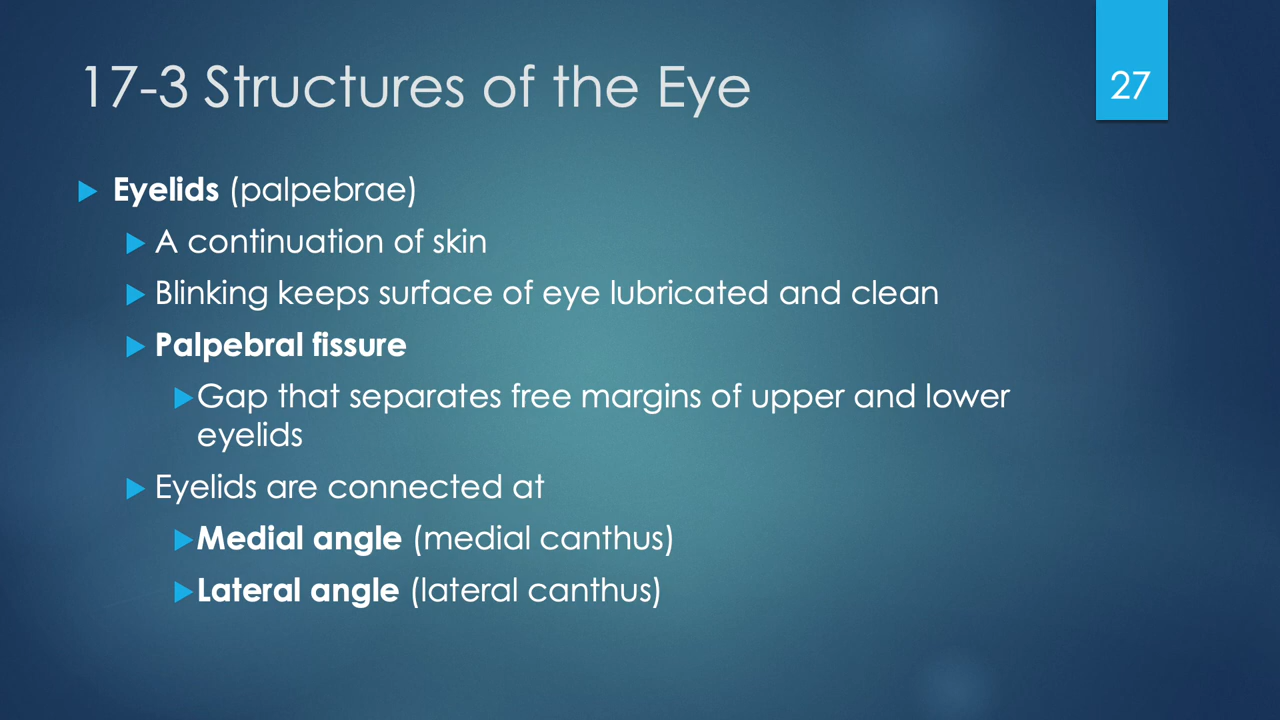 17-3 Structures of the Eye
27
Eyelids (palpebrae)
A continuation of skin
Blinking keeps surface of eye lubricated and clean
Palpebral fissure
Gap that separates free margins of upper and lower
eyelids
Eyelids are connected at
Medial angle (medial canthus)
Lateral angle (lateral canthus)